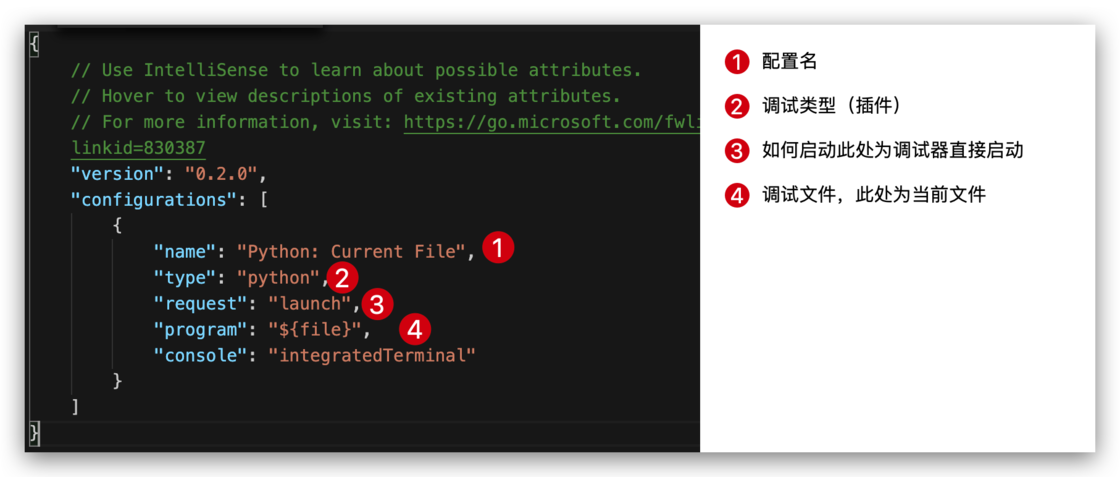 {
// Use IntelliSense to learn about possible attributes.
// Hover to view descriptions of existing attributes.
// For more information, visit: https://go.microsoft.com/fwli
linkid=830387
"version": "0.2.0",
"configurations": [
{
"name": "Python: Current File", 1
"type": "python", 2
"request": "launch", 3
"program": "${file}", 4
"console": "integratedTerminal"
}
]
}
1 配置名
2 调试类型（插件）
3 如何启动此处为调试器直接启动
4 调试文件，此处为当前文件